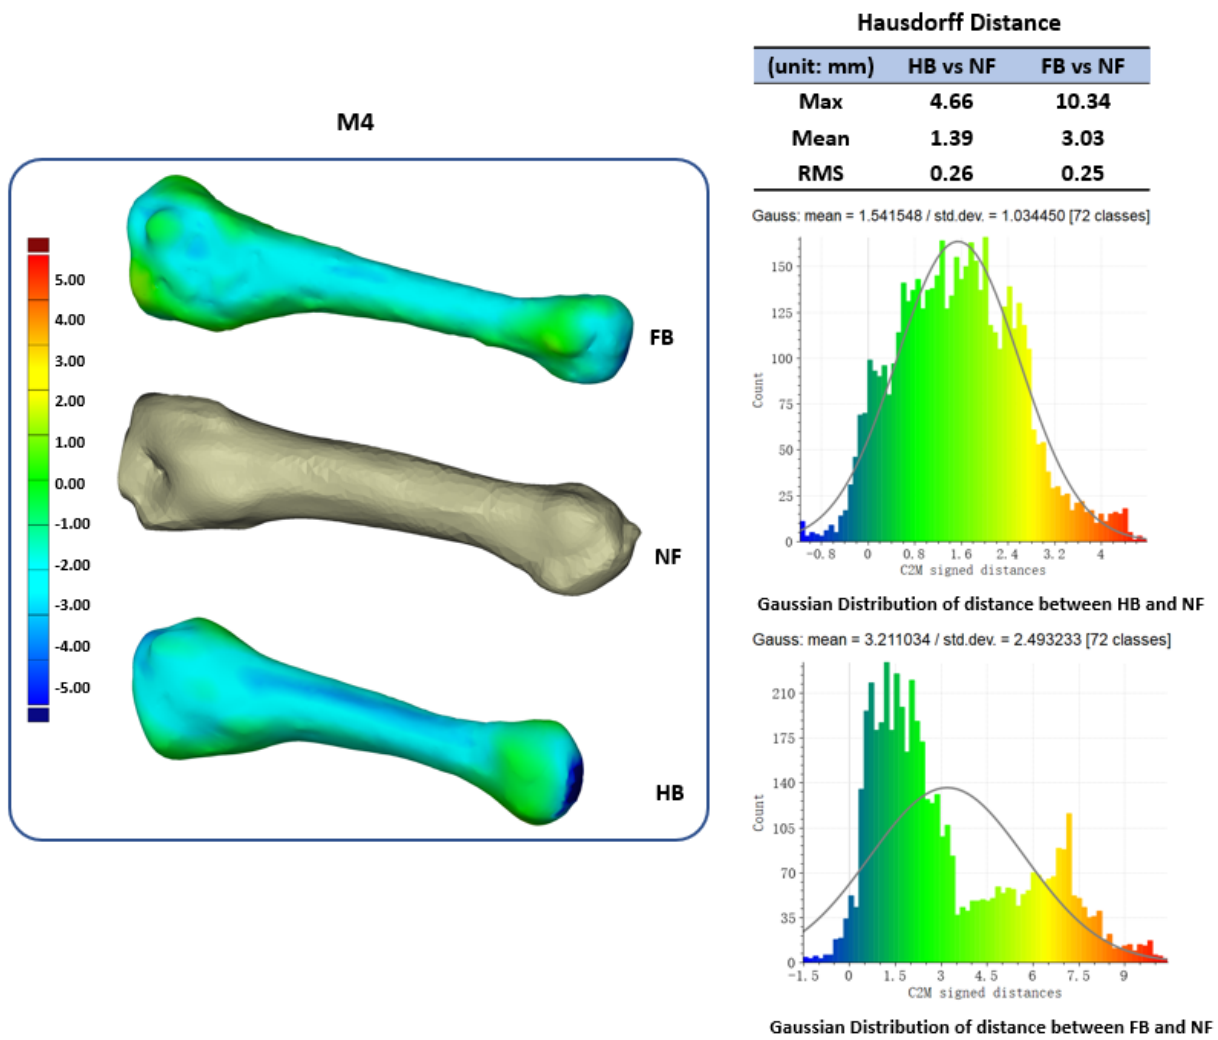 M4
5.00
4.00
3.00
2.00
1.00
0.00
-1.00
-2.00
-3.00
-4.00
-5.00
FB
NF
HB
Hausdorff Distance
(unit: mm) HB vs NF FB vs NF
Max 4.66 10.34
Mean 1.39 3.03
RMS 0.26 0.25
Gauss: mean = 1.541548 / std.dev. = 1.034450 [72 classes]
150
125
100
75
50
25
0
Count
-0.8 0 0.8 1.6 2.4 3.2 4
C2M signed distances
Gaussian Distribution of distance between HB and NF
Gauss: mean = 3.211034 / std.dev. = 2.493233 [72 classes]
210
175
140
105
70
35
0
Count
-1.5 0 1.5 3 4.5 6 7.5 9
C2M signed distances
Gaussian Distribution of distance between FB and NF